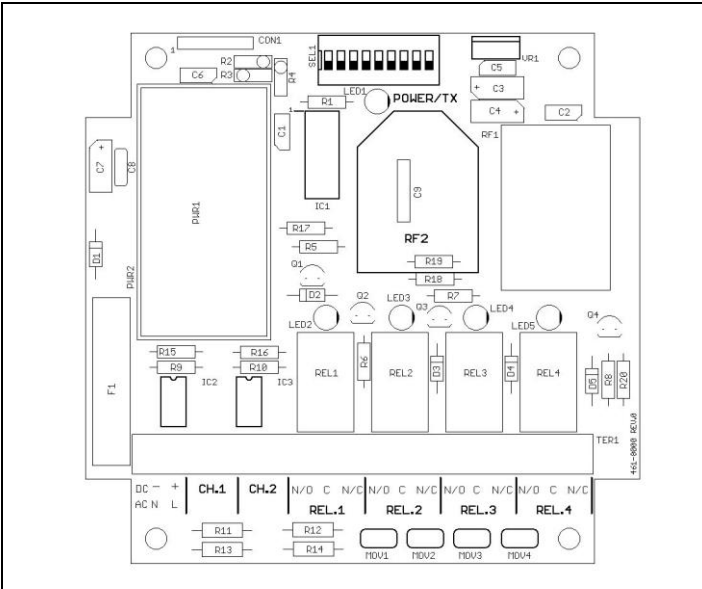 1 CON1
R2
C6 R3
R4
SEL1
VR1
C5
C3
+
C4 +
C2
RF1
LED1 POWER/TX
R1
1
C1
IC1
C7 +
C8
D1
PWR1
PWR2
C9
RF2
R17
R5
Q1
D2
R19
R18
R7
Q2 LED3 Q3 LED4 LED5 Q4
LED2
R15 R16
R9 R10
IC2 IC3
F1
REL1 R6 REL2 D3 REL3 D4 REL4
D5 R8 R20
TER1
461-0000 REV.0
DC - + CH.1 CH.2 N/O C N/C N/O C N/C N/O C N/C N/O C N/C
AC N L REL.1 REL.2 REL.3 REL.4
R11 R12
R13 R14
MOV1 MOV2 MOV3 MOV4